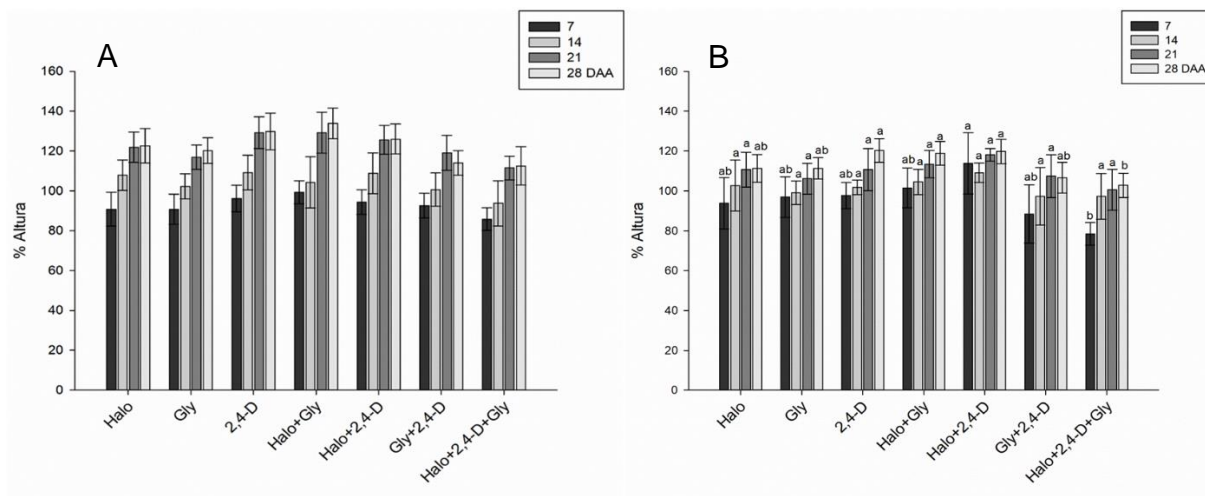 A
7
14
21
28 DAA
160
140
120
100
80
60
40
20
0
% Altura
Halo
Gly
2,4-D
Halo+Gly
Halo+2,4-D
Gly+2,4-D
Halo+2,4-D+Gly
B
7
14
21
28 DAA
160
140
120
100
80
60
40
20
0
% Altura
ab a a ab
ab a a ab
ab a a a
ab a a a
a a a a
ab a a ab
b a a b
Halo
Gly
2,4-D
Halo+Gly
Halo+2,4-D
Gly+2,4-D
Halo+2,4-D+Gly